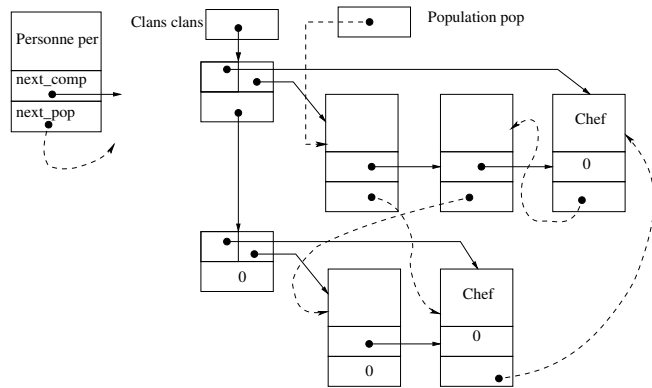 Personne per
next_comp
next_pop
Clans clans
Population pop
Chef
0
0
Chef
0
0